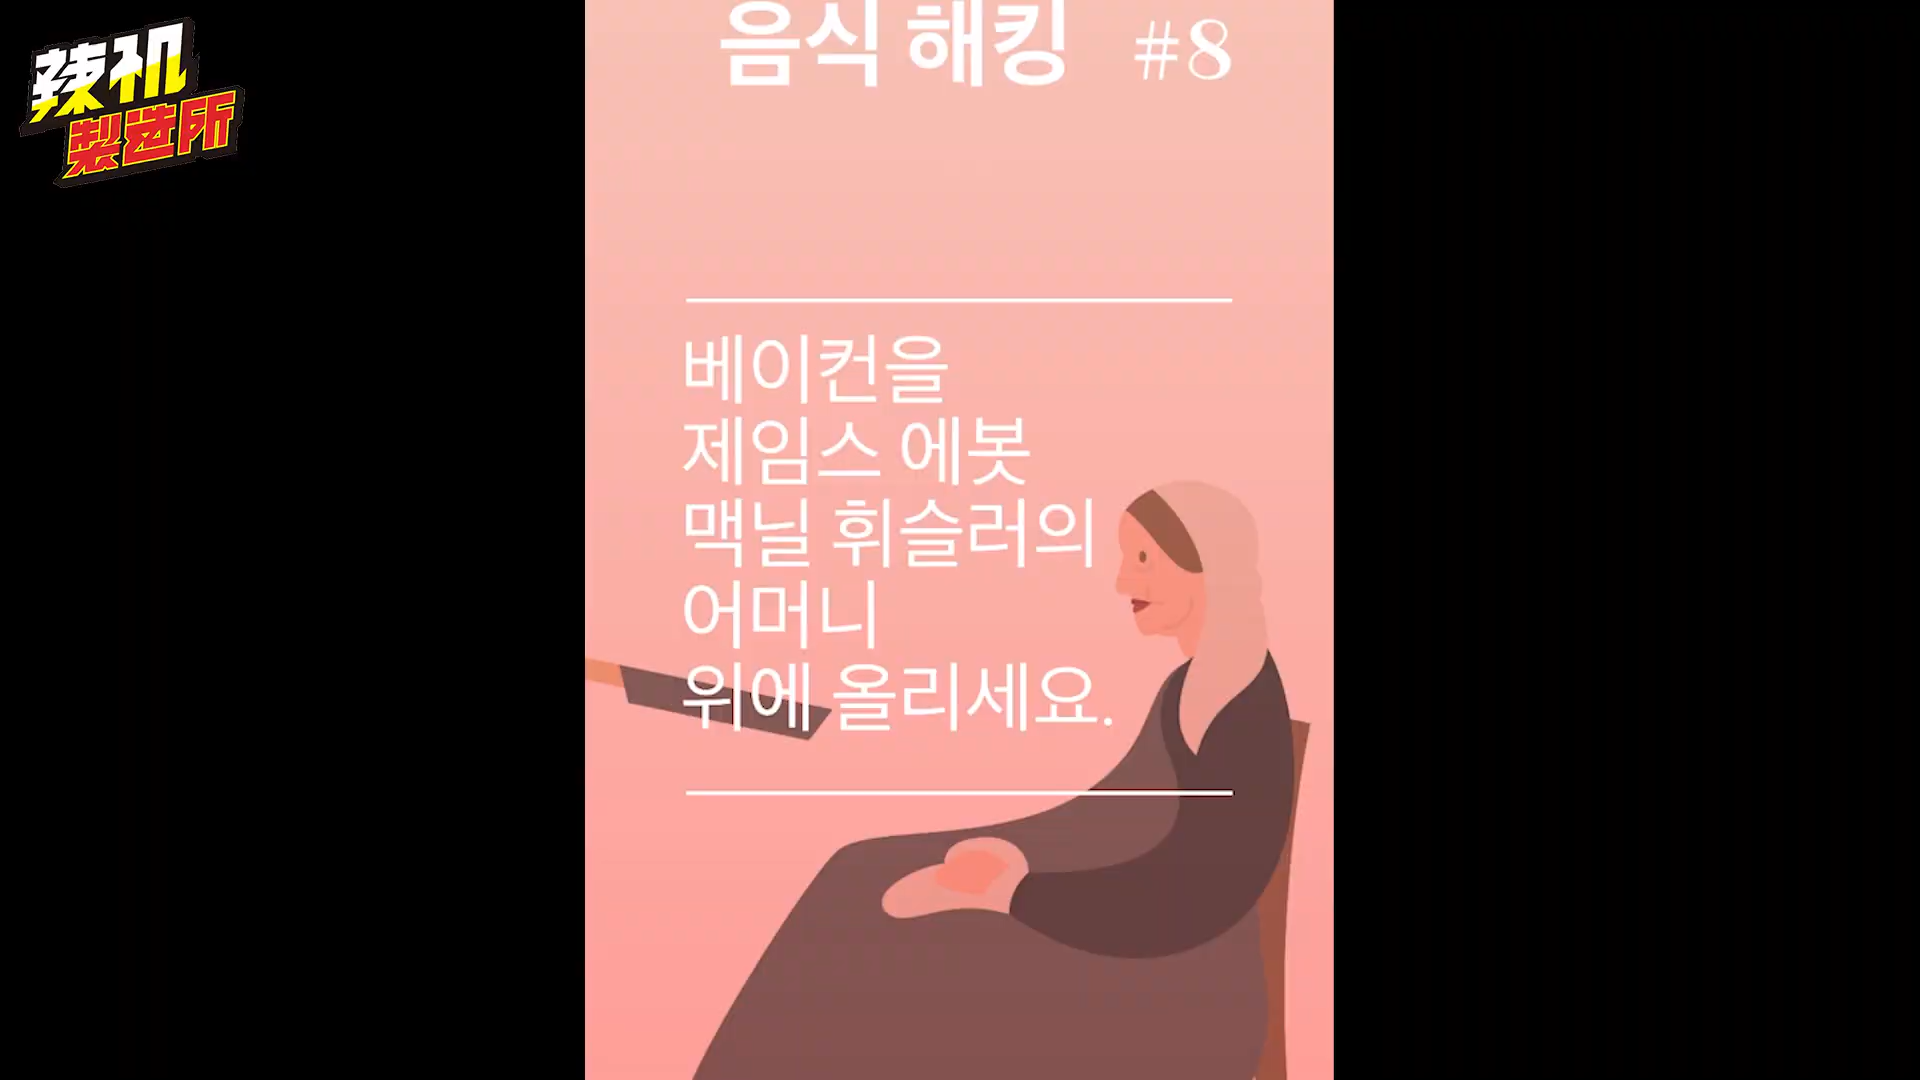 辣机
製造所
음식 해킹 #8
베이컨을
제임스 에봇
맥닐 휘슬러의
어머니
위에 올리세요.